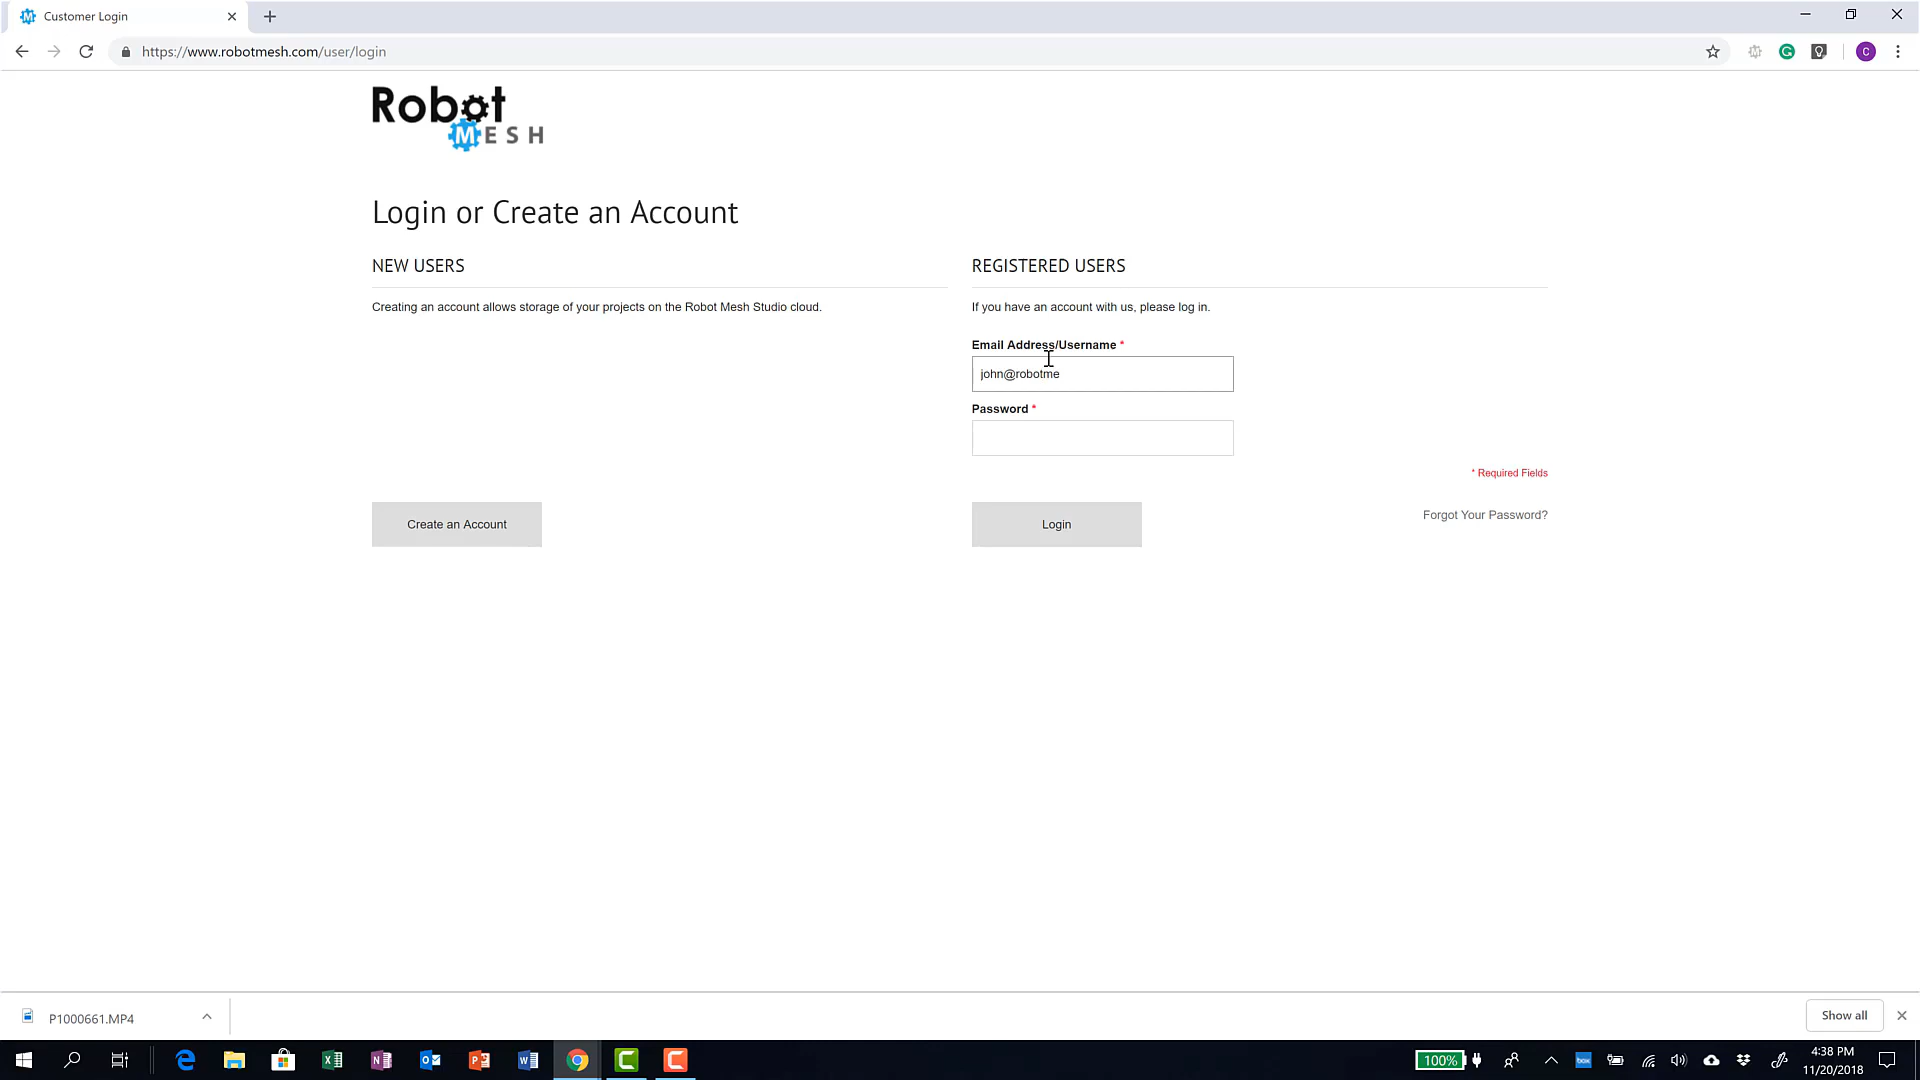 Customer Login
https://www.robotmesh.com/user/login
C
Robot
MESH
Login or Create an Account
NEW USERS
Creating an account allows storage of your projects on the Robot Mesh Studio cloud.
Create an Account
REGISTERED USERS
If you have an account with us, please log in.
Email Address/Username *
john@robotme
Password *
* Required Fields
Login
Forgot Your Password?
P1000661.MP4
Show all
100%
box
4:38 PM
11/20/2018